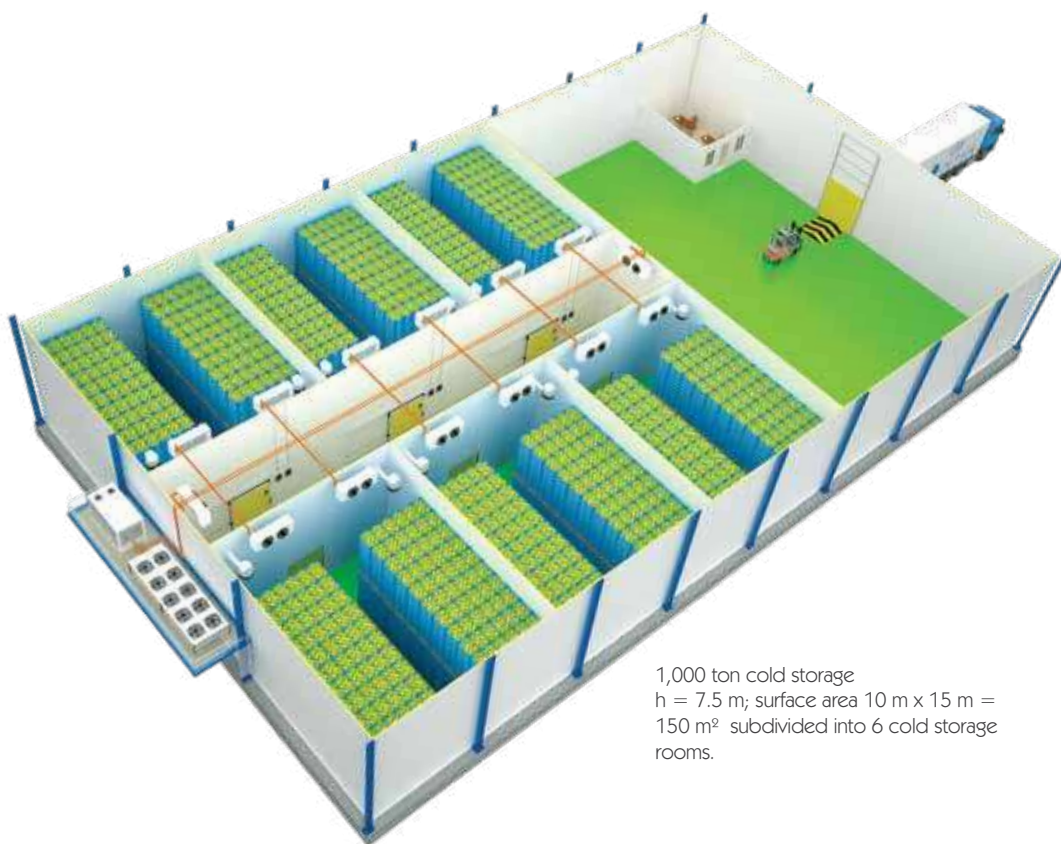 1,000 ton cold storage
h = 7.5 m; surface area 10 m x 15 m =
150 m² subdivided into 6 cold storage
rooms.